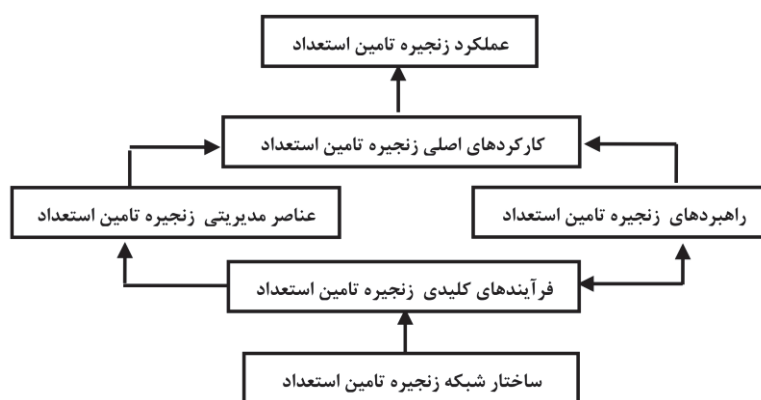 عملکرد زنجیره تامین استعداد
کارکردهای اصلی زنجیره تامین استعداد
راهبردهای زنجیره تامین استعداد
عناصر مدیریتی زنجیره تامین استعداد
فرآیندهای کلیدی زنجیره تامین استعداد
ساختار شبکه زنجیره تامین استعداد